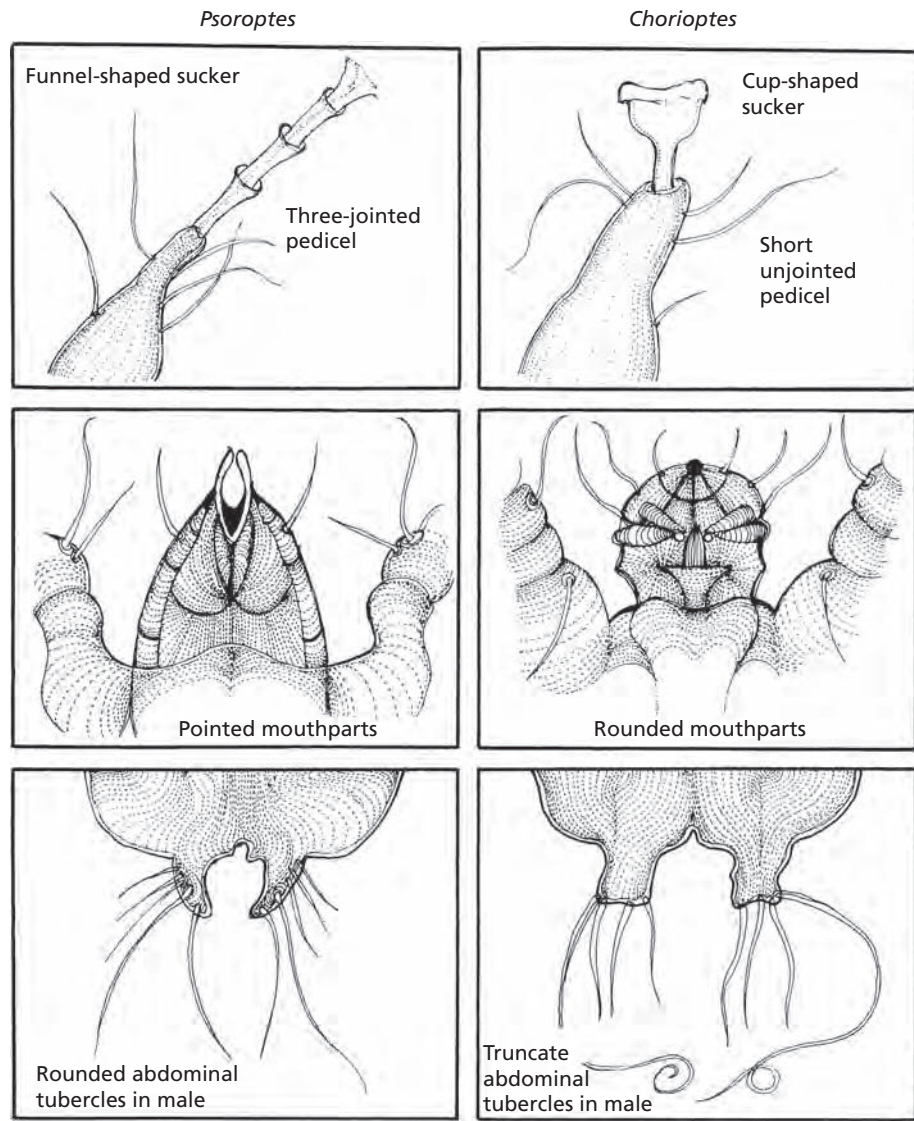 Psoroptes
Chorioptes
Funnel-shaped sucker
Three-jointed
pedicel
Cup-shaped
sucker
Short
unjointed
pedicel
Pointed mouthparts
Rounded mouthparts
Rounded abdominal
tubercles in male
Truncate
abdominal
tubercles in male